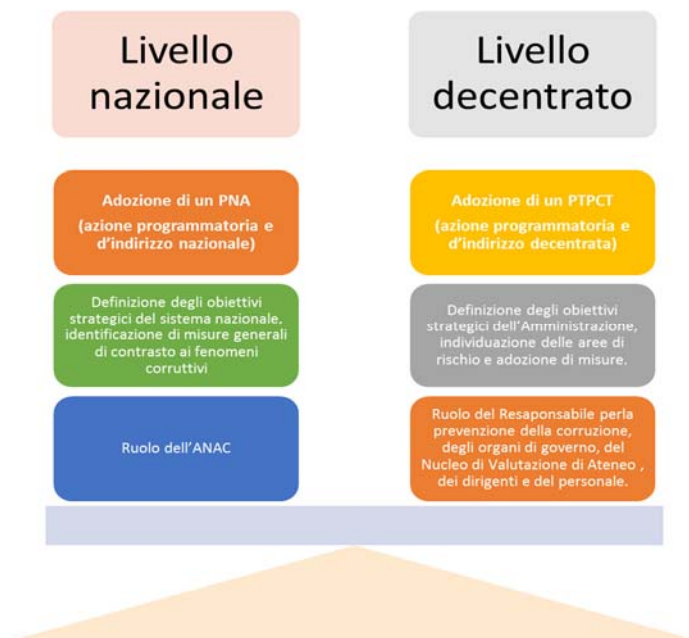 Livello
nazionale
Adozione di un PNA
(azione programmatoria e
d'indirizzo nazionale)
Definizione degli obiettivi
strategici del sistema nazionale,
identificazione di misure generali
di contrasto ai fenomeni
corruttivi
Ruolo dell'ANAC
Livello
decentrato
Adozione di un PTPCT
(azione programmatoria e
d'indirizzo decentrata)
Definizione degli obiettivi
strategici dell'Amministrazione,
individuazione delle aree di
rischio e adozione di misure.
Ruolo del Resaponsabile perla
prevenzione della corruzione,
degli organi di governo, del
Nucleo di Valutazione di Ateneo ,
dei dirigenti e del personale.